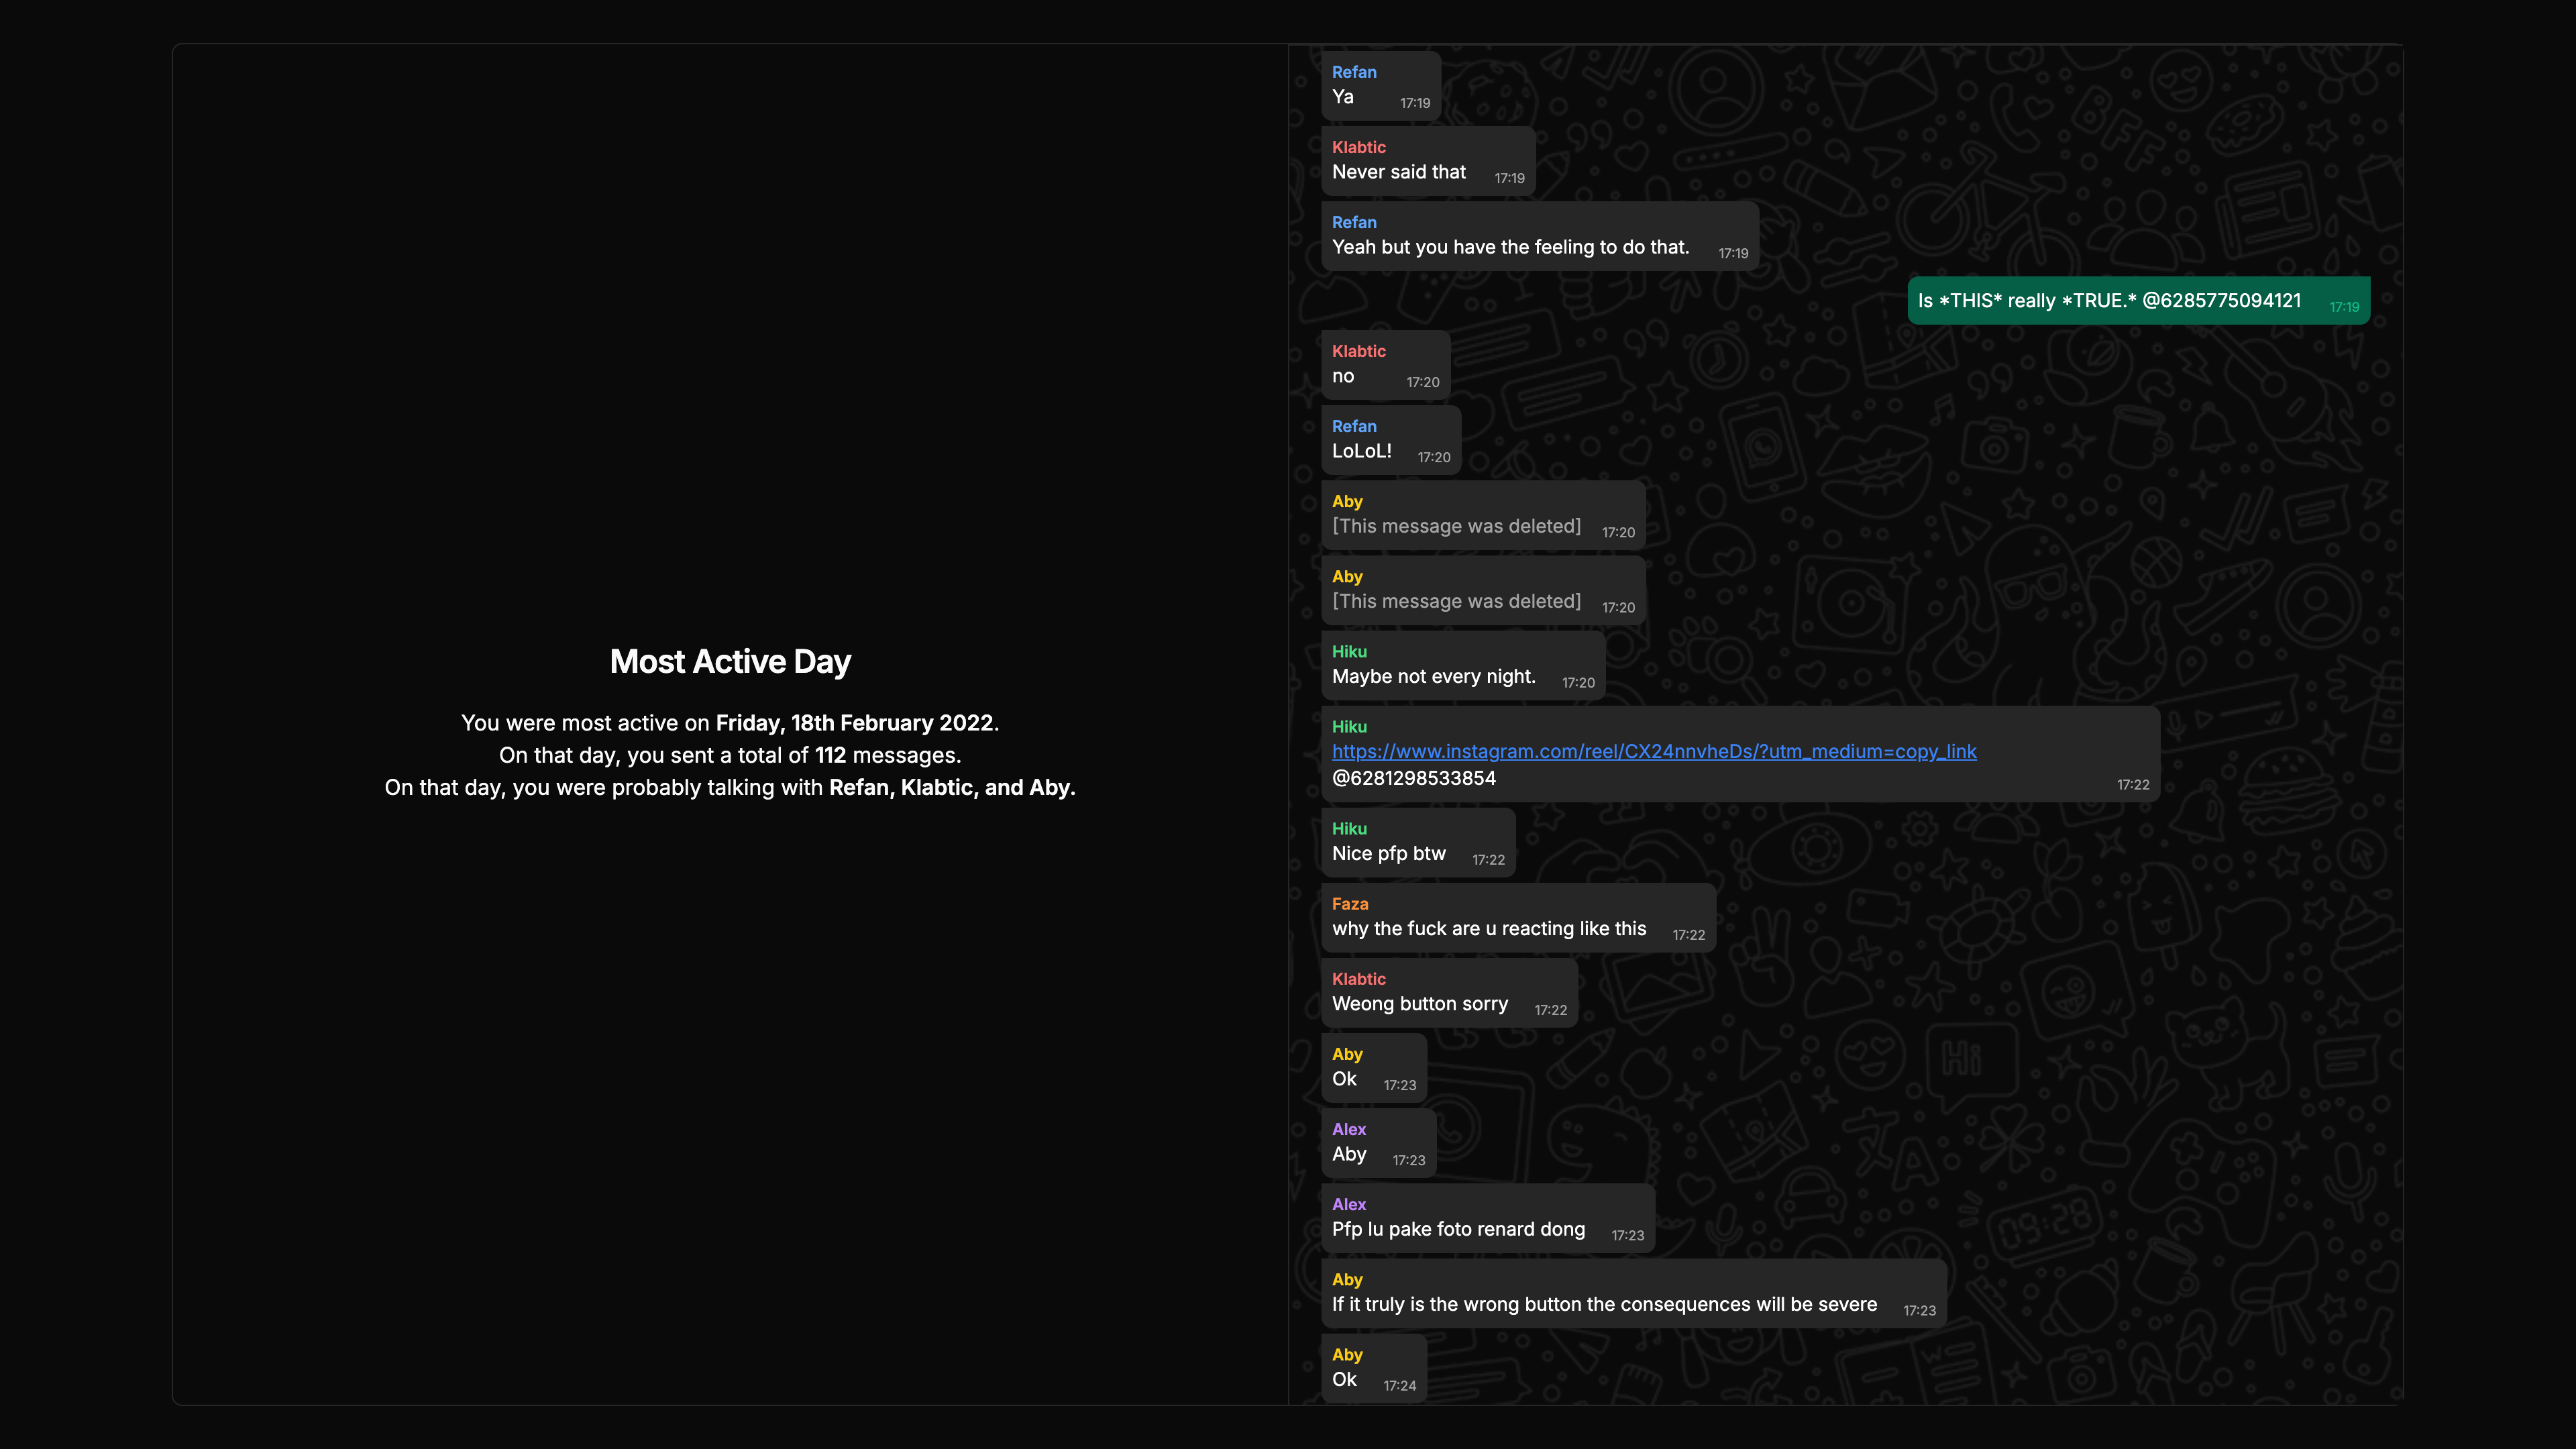 Most Active Day
You were most active on Friday, 18th February 2022.
On that day, you sent a total of 112 messages.
On that day, you were probably talking with Refan, Klabtic, and Aby.
Refan
Ya 17:19
Klabtic
Never said that 17:19
Refan
Yeah but you have the feeling to do that. 17:19
Is *THIS* really *TRUE.* @6285775094121 17:19
Klabtic
no 17:20
Refan
LoLoL! 17:20
Aby
[This message was deleted] 17:20
Aby
[This message was deleted] 17:20
Hiku
Maybe not every night. 17:20
Hiku
https://www.instagram.com/reel/CX24nnvheDs/?utm_medium=copy_link
@6281298533854 17:22
Hiku
Nice pfp btw 17:22
Faza
why the fuck are u reacting like this 17:22
Klabtic
Weong button sorry 17:22
Aby
Ok 17:23
Alex
Aby 17:23
Alex
Pfp lu pake foto renard dong 17:23
Aby
If it truly is the wrong button the consequences will be severe 17:23
Aby
Ok 17:24
BFF
Hi
09:28